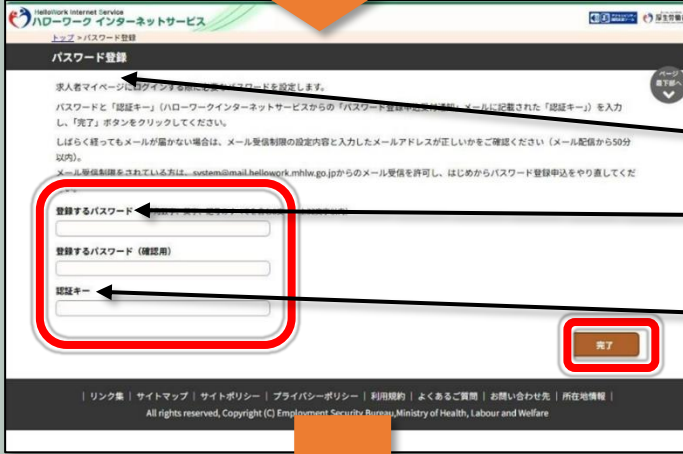 HelloWork Internet Service
ハローワーク インターネットサービス
トップ > パスワード登録
パスワード登録
求人者マイページにログインする際に必要なパスワードを設定します。
パスワードと「認証キー」（ハローワークインターネットサービスからの「パスワード登録申込受付通知」メールに記載された「認証キー」）を入力
し、「完了」ボタンをクリックしてください。
しばらく経ってもメールが届かない場合は、メール受信制限の設定内容と入力したメールアドレスが正しいかをご確認ください（メール配信から50分
以内）。
メール受信制限をされている方は、system@mail.hellowork.mhlw.go.jpからのメール受信を許可し、はじめからパスワード登録申込をやり直してくだ
登録するパスワード
登録するパスワード（確認用）
認証キー
完了
ページ
最下部へ
| リンク集 | サイトマップ | サイトポリシー | プライバシーポリシー | 利用規約 | よくあるご質問 | お問い合わせ先 | 所在地情報 |
All rights reserved, Copyright (C) Employment Security Bureau,Ministry of Health, Labour and Welfare